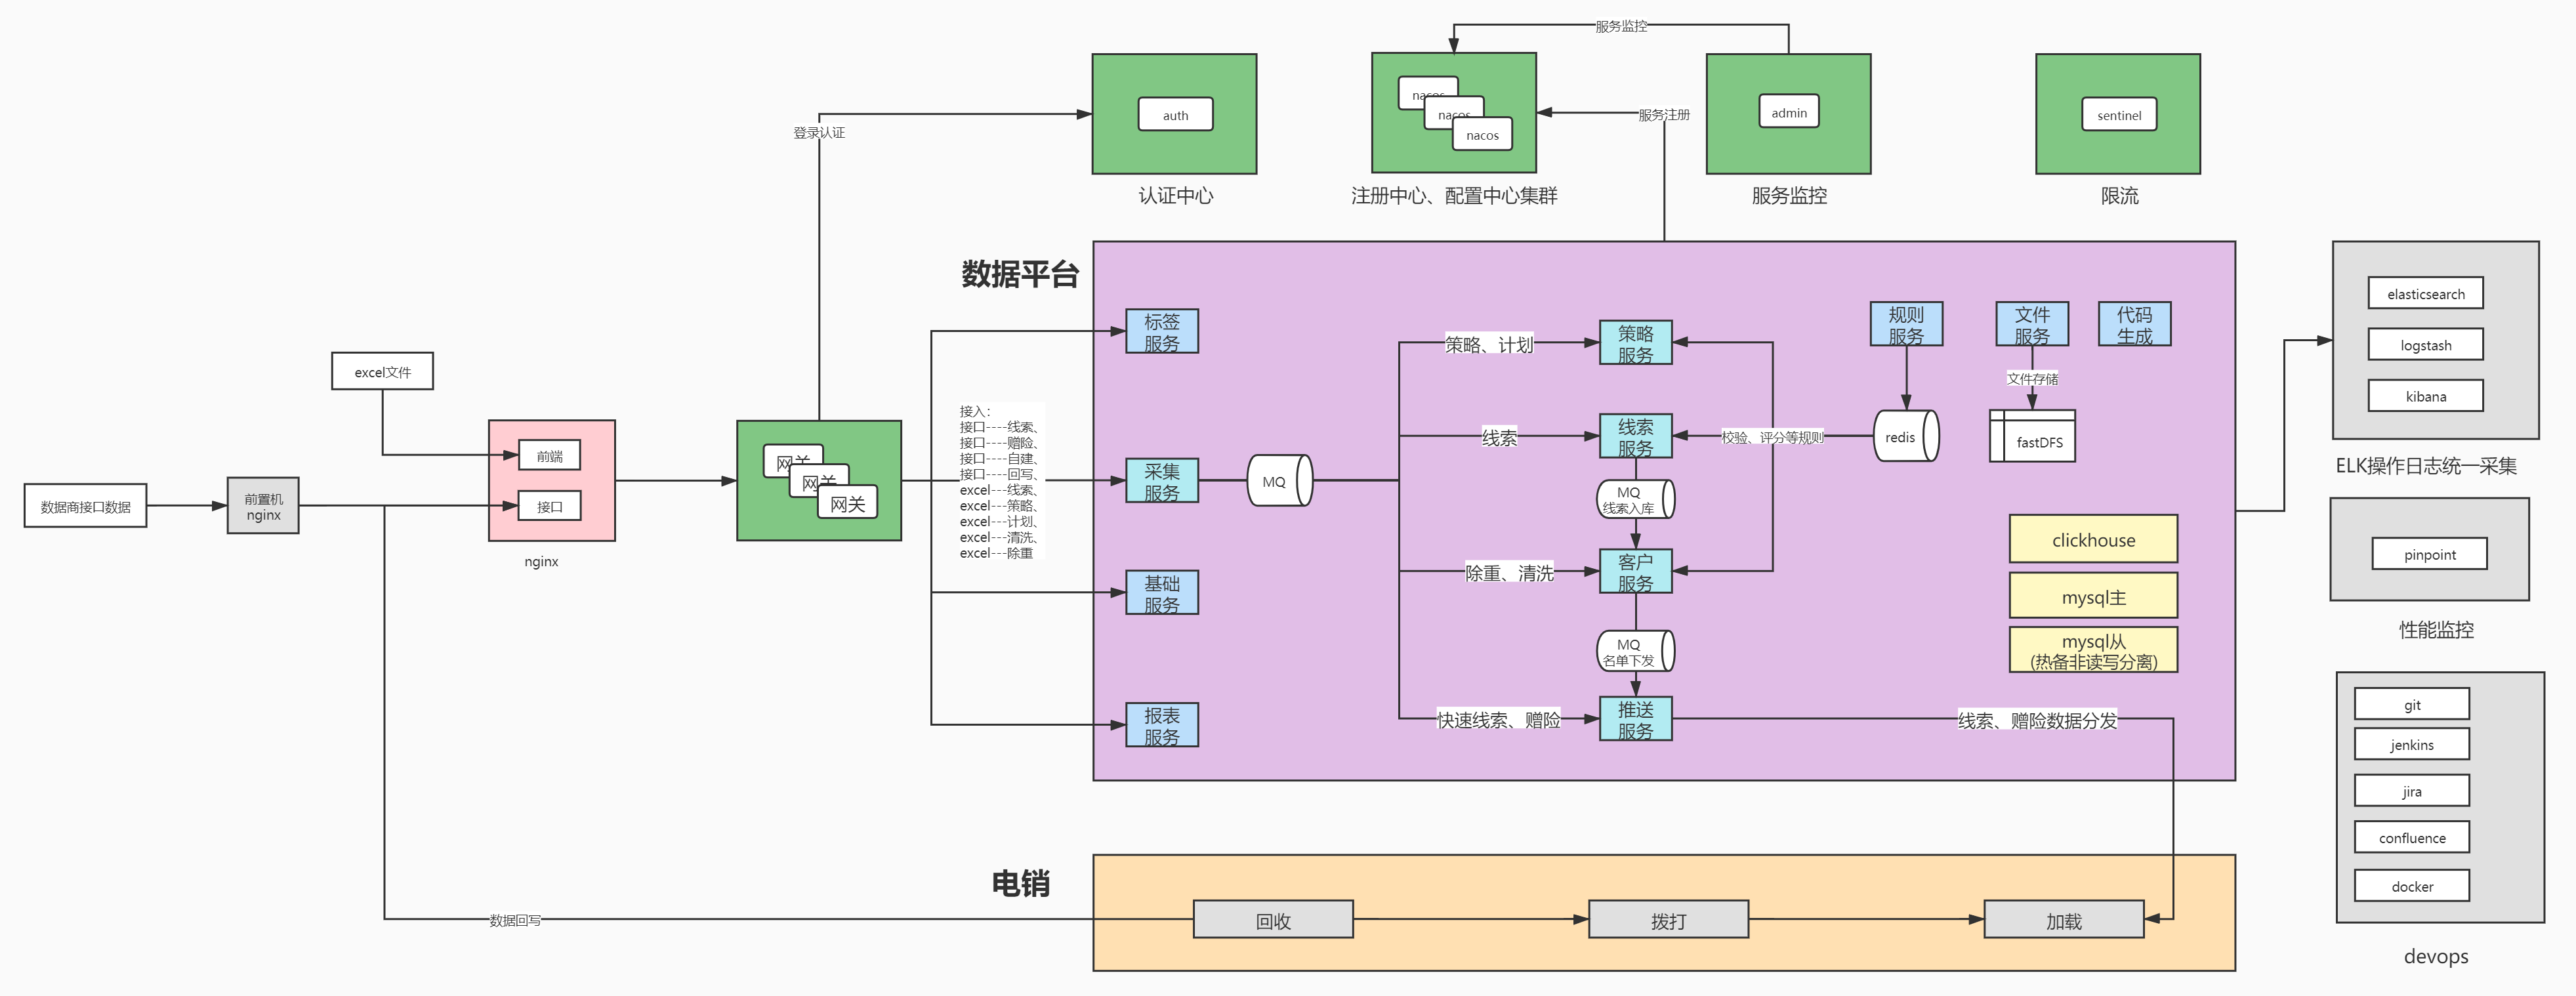 服务监控
auth
nacos
nacos
nacos
服务注册
admin
sentinel
登录认证
认证中心
注册中心、配置中心集群
服务监控
限流
数据平台
标签
服务
策略、计划
策略
服务
规则
服务
文件
服务
代码
生成
文件存储
elasticsearch
logstash
kibana
ELK操作日志统一采集
excel文件
前端
接口
nginx
数据商接口数据
前置机
nginx
网关
网关
网关
接入：
接口----线索、
接口----赠险、
接口----自建、
接口----回写、
excel---线索、
excel---策略、
excel---计划、
excel---清洗、
excel---除重
采集
服务
MQ
线索
线索
服务
校验、评分等规则
redis
fastDFS
MQ
线索入库
基础
服务
除重、清洗
客户
服务
MQ
名单下发
clickhouse
mysql主
mysql从
(热备非读写分离)
pinpoint
性能监控
报表
服务
快速线索、赠险
推送
服务
线索、赠险数据分发
git
jenkins
jira
confluence
docker
devops
电销
数据回写
回收
拨打
加载